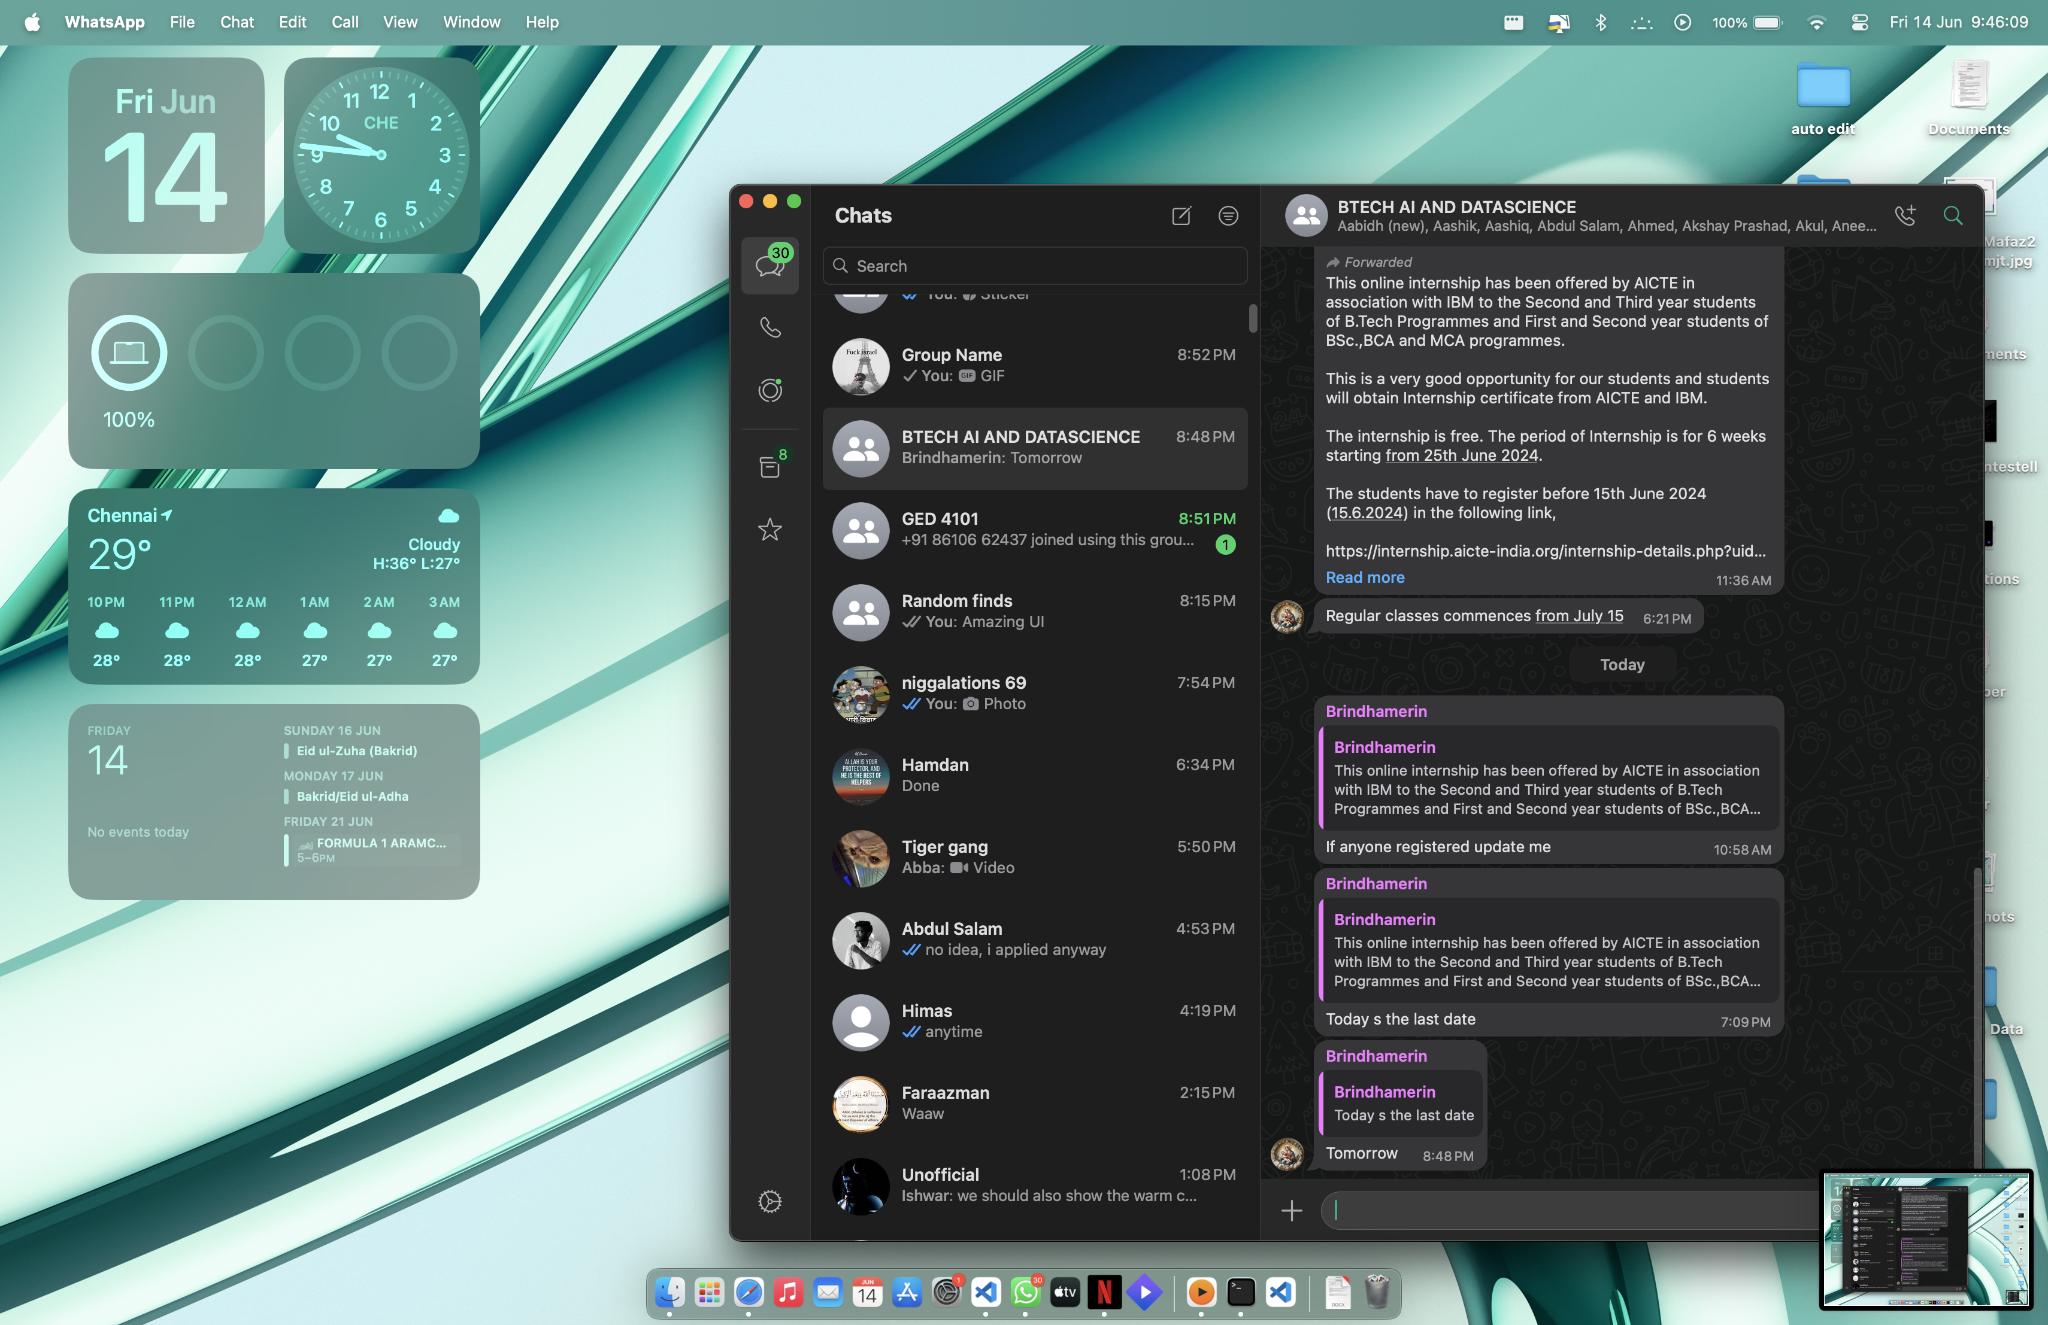 WhatsApp File Chat Edit Call View Window Help
100% Fri 14 Jun 9:46:09
Fri Jun
14
12
11 1
10 CHE 2
9 3
8 4
7 5
6
100%
Chennai
29°
Cloudy
H:36° L:27°
10 PM 11 PM 12 AM 1 AM 2 AM 3 AM
28° 28° 28° 27° 27° 27°
FRIDAY
14
No events today
SUNDAY 16 JUN
Eid ul-Zuha (Bakrid)
MONDAY 17 JUN
Bakrid/Eid ul-Adha
FRIDAY 21 JUN
FORMULA 1 ARAMC...
5–6PM
auto edit
Documents
Mafaz2
mjt.jpg
ments
ntestell
tions
ber
r
hots
Data
30
8
Chats
Search
You: Sticker
Group Name 8:52 PM
You: GIF GIF
BTECH AI AND DATASCIENCE 8:48 PM
Brindhamerin: Tomorrow
GED 4101 8:51 PM
+91 86106 62437 joined using this grou... 1
Random finds 8:15 PM
You: Amazing UI
niggalations 69 7:54 PM
You: Photo
Hamdan 6:34 PM
Done
Tiger gang 5:50 PM
Abba: Video
Abdul Salam 4:53 PM
no idea, i applied anyway
Himas 4:19 PM
anytime
Faraazman 2:15 PM
Waaw
Unofficial 1:08 PM
Ishwar: we should also show the warm c...
Fuck israel
ALLAH IS YOUR
PROTECTOR, AND
HE IS THE BEST OF
HELPERS
BTECH AI AND DATASCIENCE
Aabidh (new), Aashik, Aashiq, Abdul Salam, Ahmed, Akshay Prashad, Akul, Anee...
Forwarded
This online internship has been offered by AICTE in
association with IBM to the Second and Third year students
of B.Tech Programmes and First and Second year students of
BSc.,BCA and MCA programmes.
This is a very good opportunity for our students and students
will obtain Internship certificate from AICTE and IBM.
The internship is free. The period of Internship is for 6 weeks
starting from 25th June 2024.
The students have to register before 15th June 2024
(15.6.2024) in the following link,
https://internship.aicte-india.org/internship-details.php?uid...
Read more 11:36 AM
Regular classes commences from July 15 6:21 PM
Today
Brindhamerin
Brindhamerin
This online internship has been offered by AICTE in association
with IBM to the Second and Third year students of B.Tech
Programmes and First and Second year students of BSc.,BCA...
If anyone registered update me 10:58 AM
Brindhamerin
Brindhamerin
This online internship has been offered by AICTE in association
with IBM to the Second and Third year students of B.Tech
Programmes and First and Second year students of BSc.,BCA...
Today s the last date 7:09 PM
Brindhamerin
Brindhamerin
Today s the last date
Tomorrow 8:48 PM
JUN
14
1
30
tv
N
DOCX